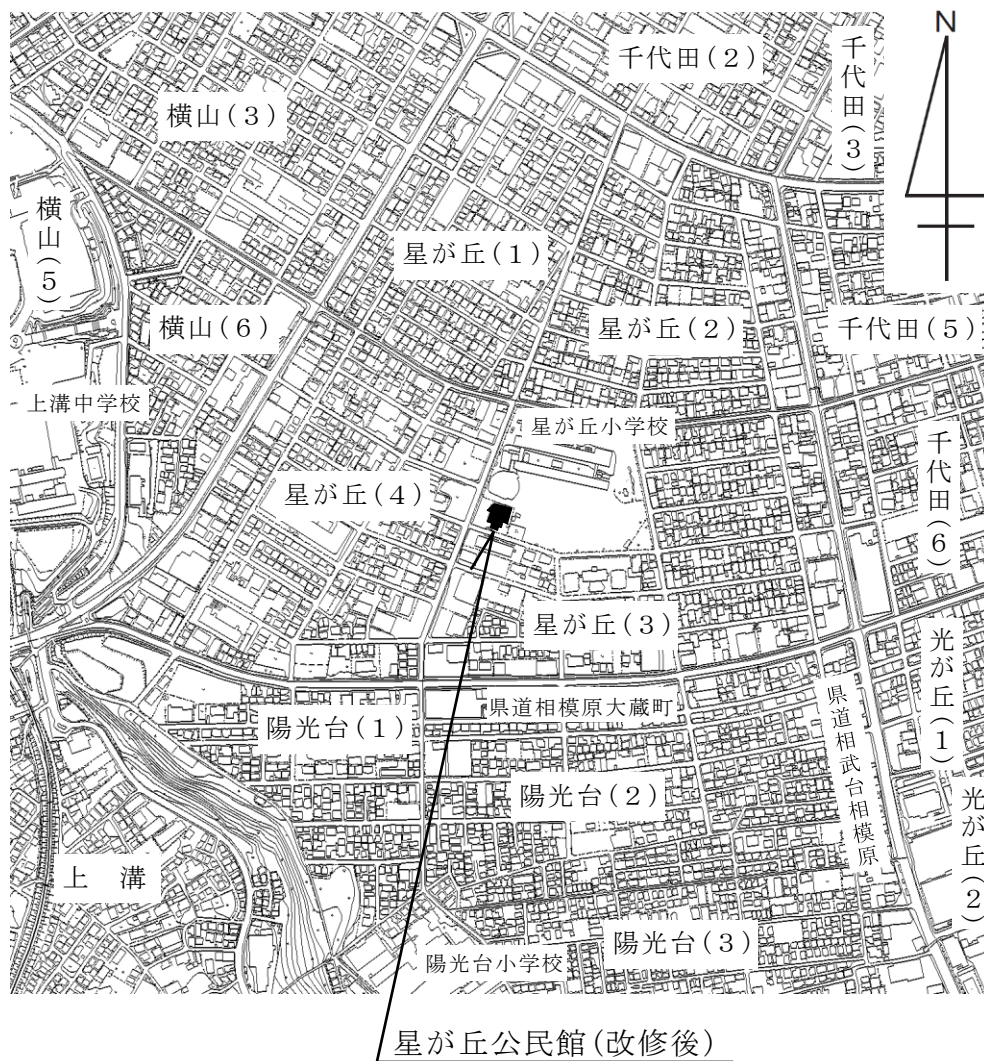 N
千代田(2)
千代田(3)
横山(3)
横山(5)
星が丘(1)
横山(6)
星が丘(2)
千代田(5)
上溝中学校
星が丘小学校
千代田(6)
星が丘(4)
星が丘(3)
光が丘(1)
県道相模原大蔵町
県道相武台相模原
陽光台(1)
陽光台(2)
光が丘(2)
上 溝
陽光台(3)
陽光台小学校
星が丘公民館(改修後)